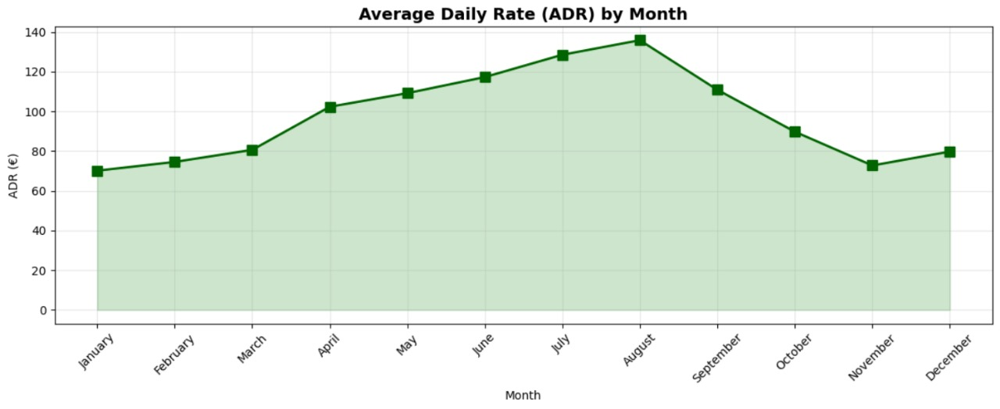 Average Daily Rate (ADR) by Month
140
120
100
80
60
40
20
0
ADR (€)
January
February
March
April
May
June
July
August
September
October
November
December
Month